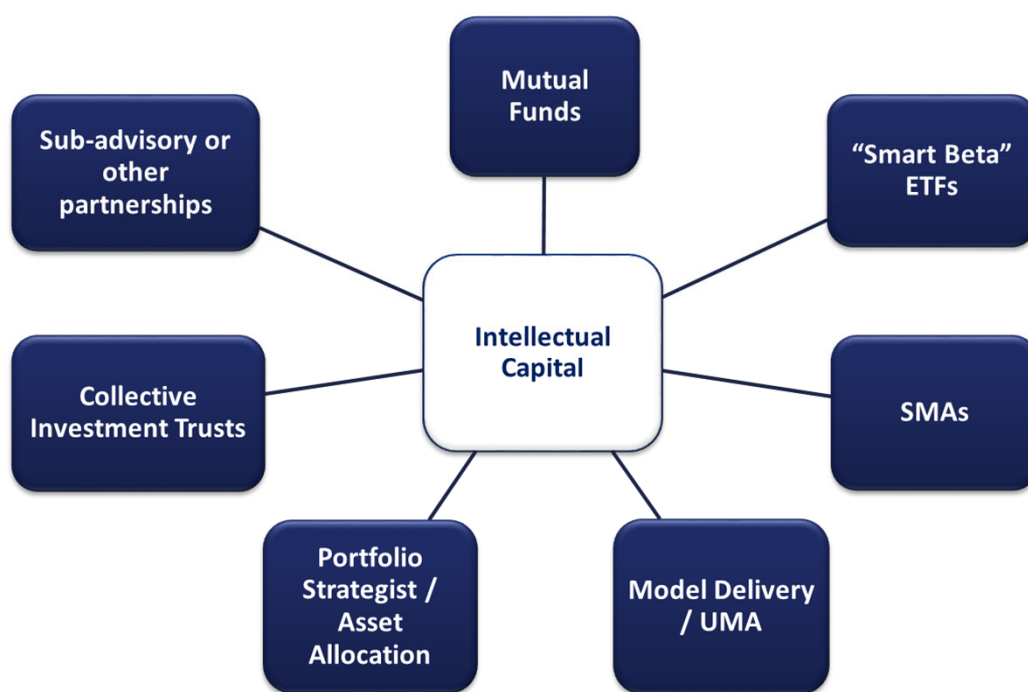 Mutual
Funds
Sub-advisory or
other
partnerships
“Smart Beta”
ETFs
Intellectual
Capital
Collective
Investment Trusts
SMAs
Portfolio
Strategist /
Asset
Allocation
Model Delivery
/ UMA